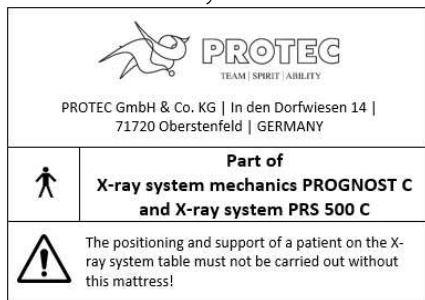 PROTEC
TEAM | SPIRIT | ABILITY
PROTEC GmbH & Co. KG | In den Dorfwiesen 14 |
71720 Oberstenfeld | GERMANY
Part of
X-ray system mechanics PROGNOST C
and X-ray system PRS 500 C
The positioning and support of a patient on the X-
ray system table must not be carried out without
this mattress!